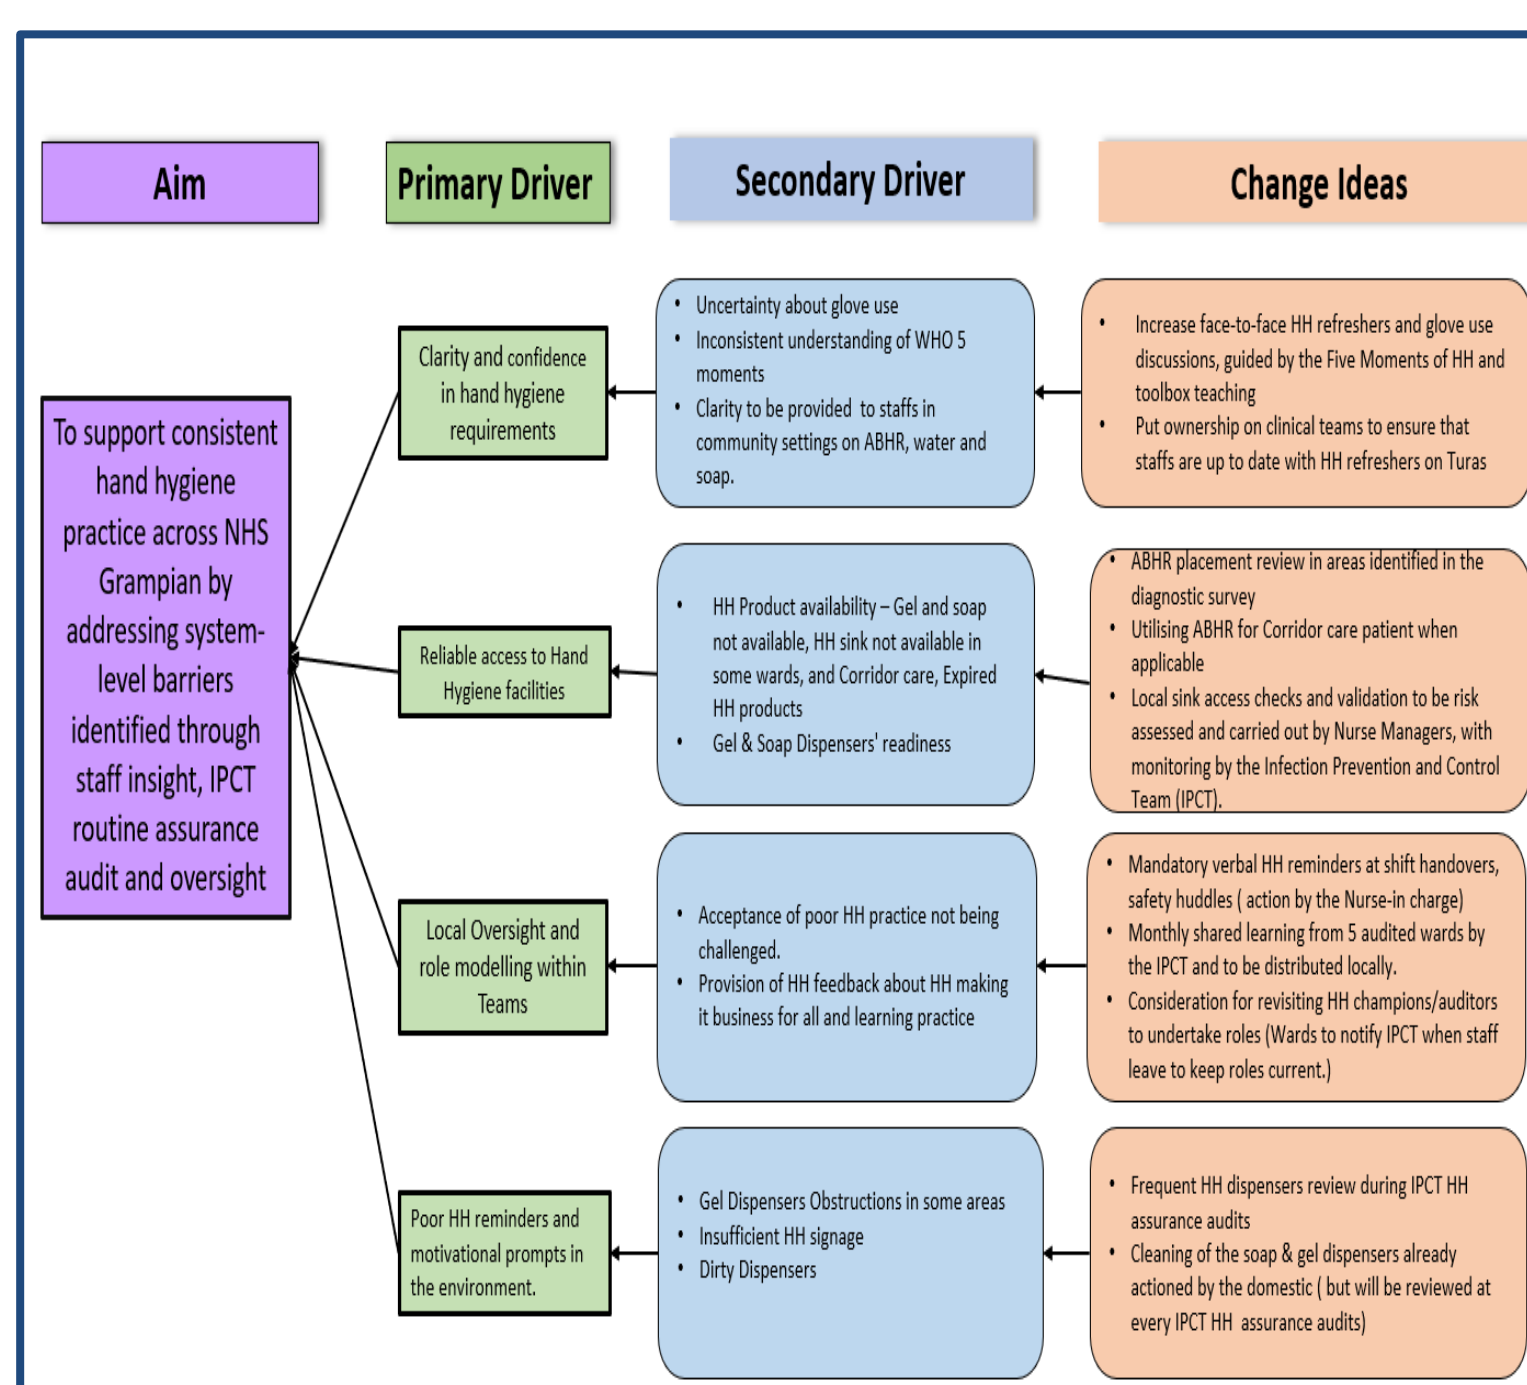 Aim
Primary Driver
Secondary Driver
Change Ideas
To support consistent
hand hygiene
practice across NHS
Grampian by
addressing system-
level barriers
identified through
staff insight, IPCT
routine assurance
audit and oversight
Clarity and confidence
in hand hygiene
requirements
• Uncertainty about glove use
• Inconsistent understanding of WHO 5
moments
• Clarity to be provided to staffs in
community settings on ABHR, water and
soap.
• Increase face-to-face HH refreshers and glove use
discussions, guided by the Five Moments of HH and
toolbox teaching
• Put ownership on clinical teams to ensure that
staffs are up to date with HH refreshers on Turas
Reliable access to Hand
Hygiene facilities
• HH Product availability – Gel and soap
not available, HH sink not available in
some wards, and Corridor care, Expired
HH products
• Gel & Soap Dispensers' readiness
• ABHR placement review in areas identified in the
diagnostic survey
• Utilising ABHR for Corridor care patient when
applicable
• Local sink access checks and validation to be risk
assessed and carried out by Nurse Managers, with
monitoring by the Infection Prevention and Control
Team (IPCT).
Local Oversight and
role modelling within
Teams
• Acceptance of poor HH practice not being
challenged.
• Provision of HH feedback about HH making
it business for all and learning practice
• Mandatory verbal HH reminders at shift handovers,
safety huddles ( action by the Nurse-in charge)
• Monthly shared learning from 5 audited wards by
the IPCT and to be distributed locally.
• Consideration for revisiting HH champions/auditors
to undertake roles (Wards to notify IPCT when staff
leave to keep roles current.)
Poor HH reminders and
motivational prompts in
the environment.
• Gel Dispensers Obstructions in some areas
• Insufficient HH signage
• Dirty Dispensers
• Frequent HH dispensers review during IPCT HH
assurance audits
• Cleaning of the soap & gel dispensers already
actioned by the domestic ( but will be reviewed at
every IPCT HH assurance audits)